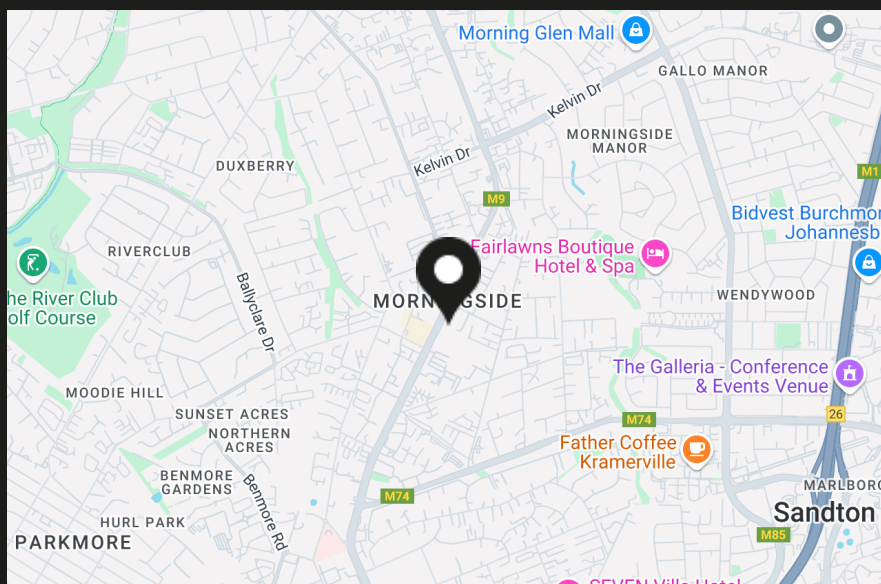 Morning Glen Mall
GALLO MANOR
Kelvin Dr
MORNINGSIDE
MANOR
Kelvin Dr
DUXBERRY
M1
M9
Bidvest Burchmor
Johannesb
RIVERCLUB
Fairlawns Boutique
Hotel & Spa
Ballyclare Dr
he River Club
olf Course
MORNINGSIDE
WENDYWOOD
The Galleria - Conference
& Events Venue
MOODIE HILL
SUNSET ACRES
26
M74
NORTHERN
ACRES
Father Coffee
Kramerville
BENMORE
GARDENS
Benmore Rd
MARLBORO
M74
Sandton
HURL PARK
M85
PARKMORE
SEVEN Villa Hotel